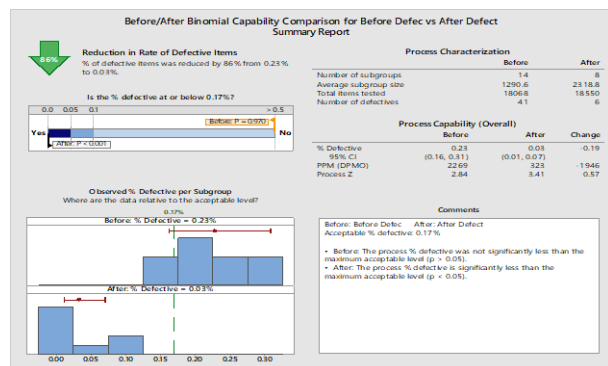 Before/After Binomial Capability Comparison for Before Defec vs After Defect
Summary Report
86%
Reduction in Rate of Defective Items
% of defective items was reduced by 86% from 0.23%
to 0.03%.
Is the % defective at or below 0.17%?
0.0 0.05 0.1 > 0.5
Before: P = 0.970
Yes No
After: P < 0.001
Process Characterization
Before After
Number of subgroups 14 8
Average subgroup size 1290.6 2318.8
Total items tested 18068 18550
Number of defectives 41 6
Process Capability (Overall)
Before After Change
% Defective 0.23 0.03 -0.19
95% CI (0.16, 0.31) (0.01, 0.07)
PPM (DPMO) 2269 323 -1946
Process Z 2.84 3.41 0.57
Observed % Defective per Subgroup
Where are the data relative to the acceptable level?
0.17%
Before: % Defective = 0.23%
After: % Defective = 0.03%
0.00 0.05 0.10 0.15 0.20 0.25 0.30
Comments
Before: Before Defec After: After Defect
Acceptable % defective: 0.17%
• Before: The process % defective was not significantly less than the
maximum acceptable level (p > 0.05).
• After: The process % defective is significantly less than the
maximum acceptable level (p < 0.05).